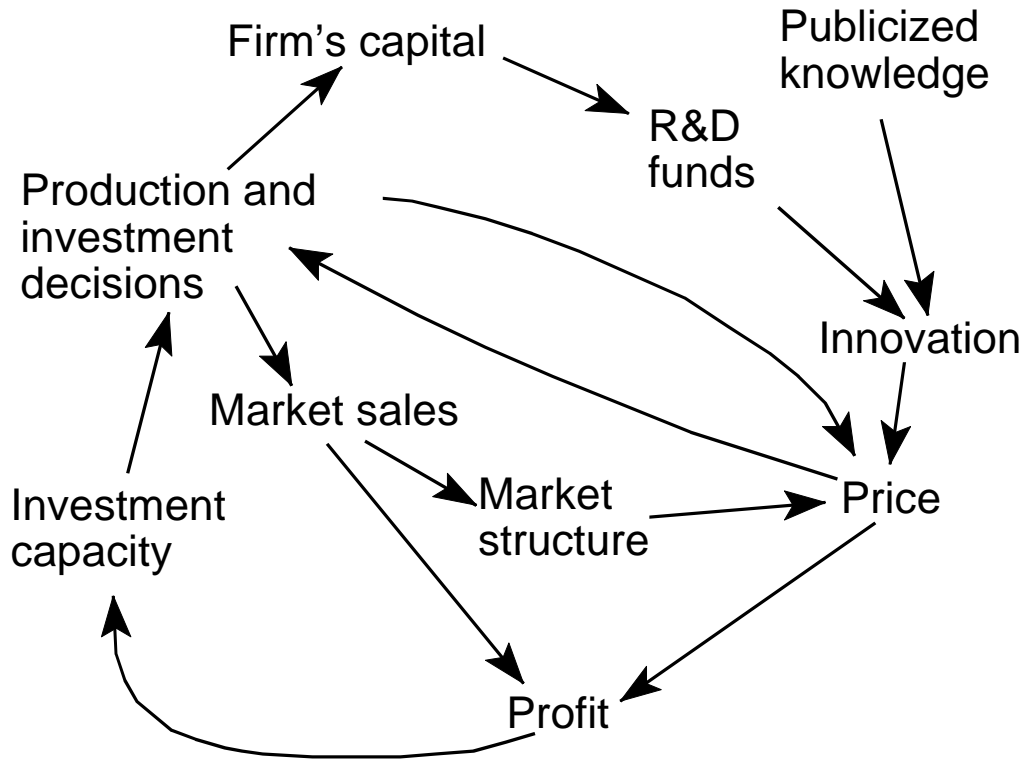 Firm's capital
Publicized
knowledge
R&D
funds
Production and
investment
decisions
Innovation
Market sales
Market
structure
Price
Investment
capacity
Profit